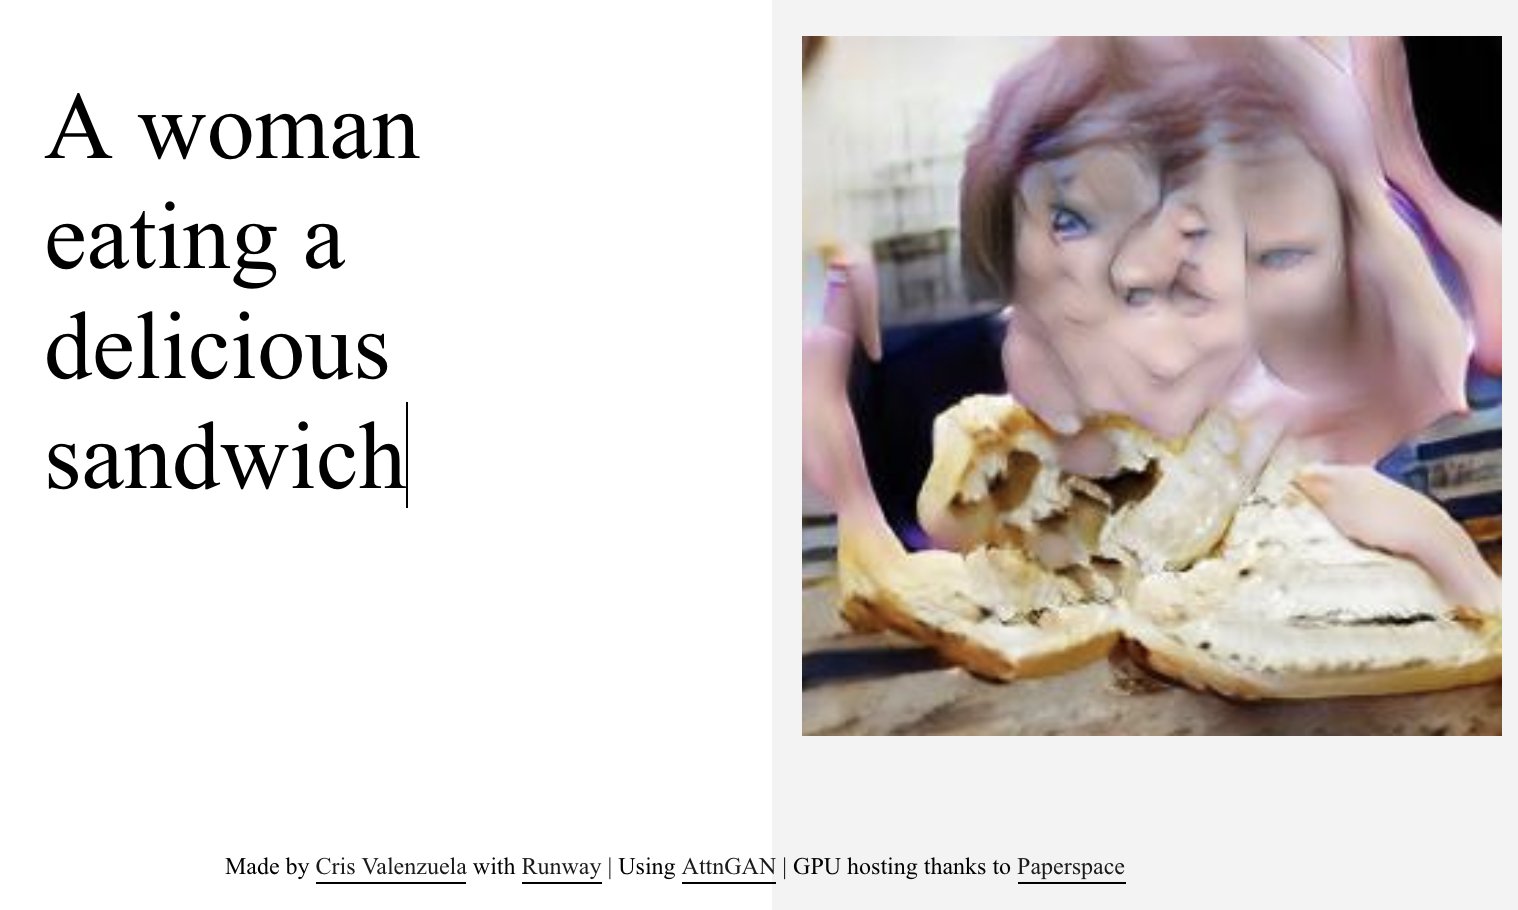 A woman
eating a
delicious
sandwich
Made by Cris Valenzuela with Runway | Using AttnGAN | GPU hosting thanks to Paperspace